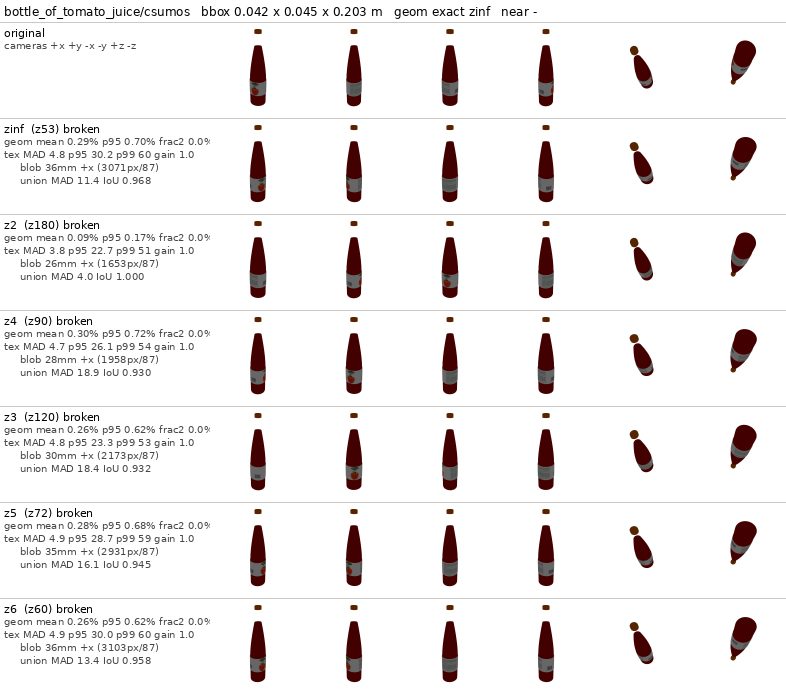 bottle_of_tomato_juice/csumos   bbox 0.042 x 0.045 x 0.203 m   geom exact zinf   near -
original
cameras +x +y -x -y +z -z
zinf  (z53) broken
geom mean 0.29% p95 0.70% frac2 0.0%
tex MAD 4.8 p95 30.2 p99 60 gain 1.0
blob 36mm +x (3071px/87)
union MAD 11.4 IoU 0.968
z2  (z180) broken
geom mean 0.09% p95 0.17% frac2 0.0%
tex MAD 3.8 p95 22.7 p99 51 gain 1.0
blob 26mm +x (1653px/87)
union MAD 4.0 IoU 1.000
z4  (z90) broken
geom mean 0.30% p95 0.72% frac2 0.0%
tex MAD 4.7 p95 26.1 p99 54 gain 1.0
blob 28mm +x (1958px/87)
union MAD 18.9 IoU 0.930
z3  (z120) broken
geom mean 0.26% p95 0.62% frac2 0.0%
tex MAD 4.8 p95 23.3 p99 53 gain 1.0
blob 30mm +x (2173px/87)
union MAD 18.4 IoU 0.932
z5  (z72) broken
geom mean 0.28% p95 0.68% frac2 0.0%
tex MAD 4.9 p95 28.7 p99 59 gain 1.0
blob 35mm +x (2931px/87)
union MAD 16.1 IoU 0.945
z6  (z60) broken
geom mean 0.26% p95 0.62% frac2 0.0%
tex MAD 4.9 p95 30.0 p99 60 gain 1.0
blob 36mm +x (3103px/87)
union MAD 13.4 IoU 0.958